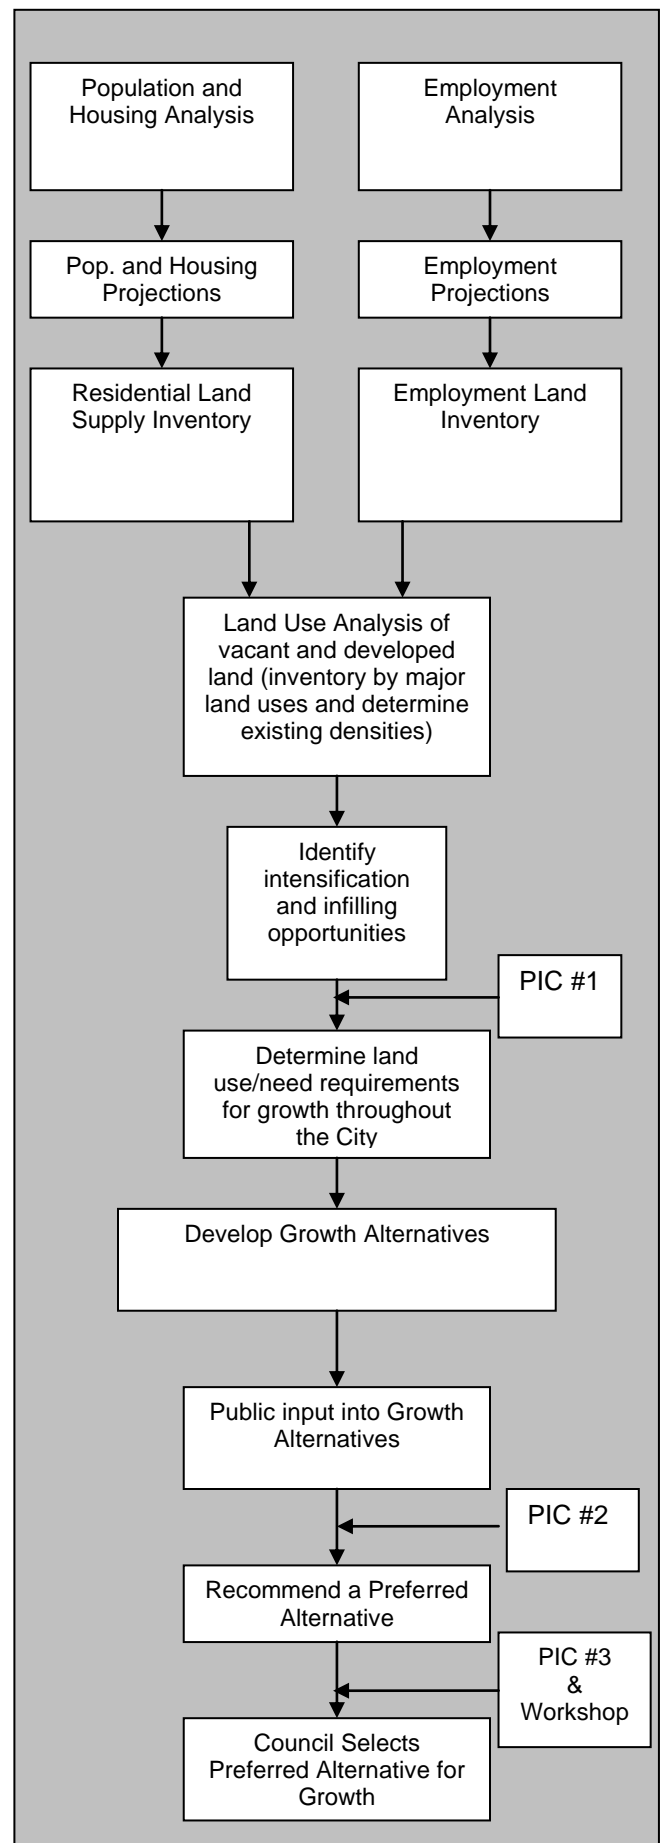 Population and
Housing Analysis
Employment
Analysis
Pop. and Housing
Projections
Employment
Projections
Residential Land
Supply Inventory
Employment Land
Inventory
Land Use Analysis of
vacant and developed
land (inventory by major
land uses and determine
existing densities)
Identify
intensification
and infilling
opportunities
PIC #1
Determine land
use/need requirements
for growth throughout
the City
Develop Growth Alternatives
Public input into Growth
Alternatives
PIC #2
Recommend a Preferred
Alternative
PIC #3
&
Workshop
Council Selects
Preferred Alternative for
Growth